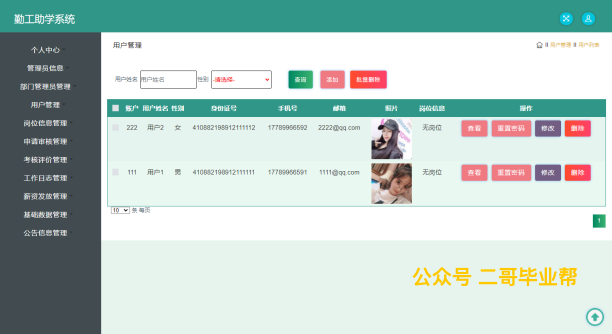 勤工助学系统
个人中心
管理员信息
部门管理员管理
用户管理
岗位信息管理
申请审核管理
考核评价管理
工作日志管理
薪资发放管理
基础数据管理
公告信息管理
用户管理
用户管理 用户列表
用户姓名 用户姓名 性别 -请选择- 查询 添加 批量删除
账户 用户姓名 性别 身份证号 手机号 邮箱 照片 岗位信息 操作
222 用户2 女 410882198912111112 17789966592 2222@qq.com 无岗位 查看 重置密码 修改 删除
111 用户1 男 410882198912111111 17789966591 1111@qq.com 无岗位 查看 重置密码 修改 删除
10 条 每页
1
公众号 二哥毕业帮